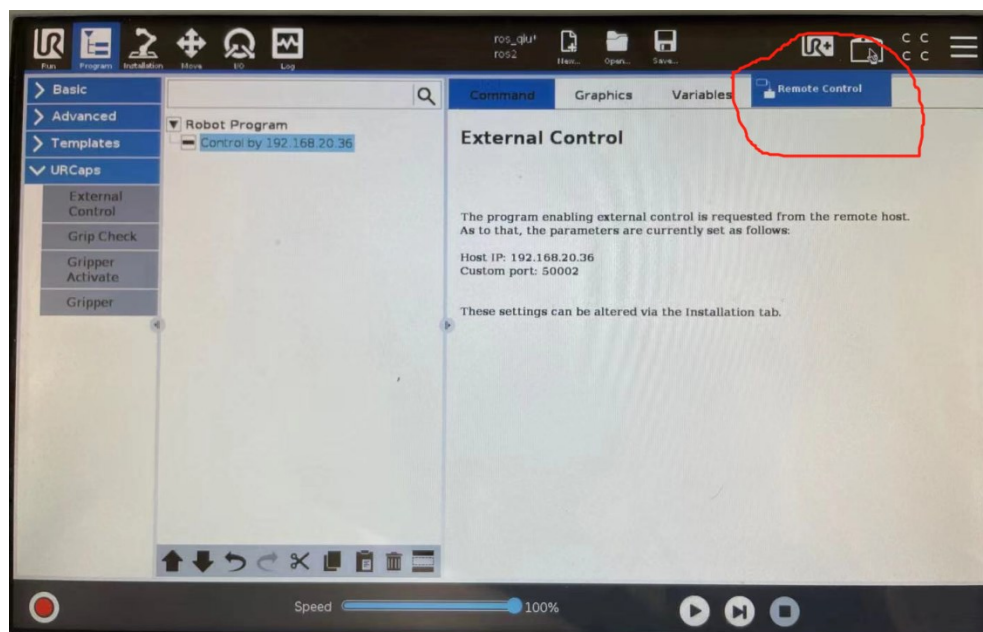 UR
UR+
Run
Program
Installation
Move
I/O
Log
ros_qiu*
ros2
New...
Open...
Save...
C C
C C
Basic
Advanced
Templates
URCaps
External
Control
Grip Check
Gripper
Activate
Gripper
Robot Program
Control by 192.168.20.36
Command
Graphics
Variables
Remote Control
External Control
The program enabling external control is requested from the remote host.
As to that, the parameters are currently set as follows:
Host IP: 192.168.20.36
Custom port: 50002
These settings can be altered via the Installation tab.
Speed
100%